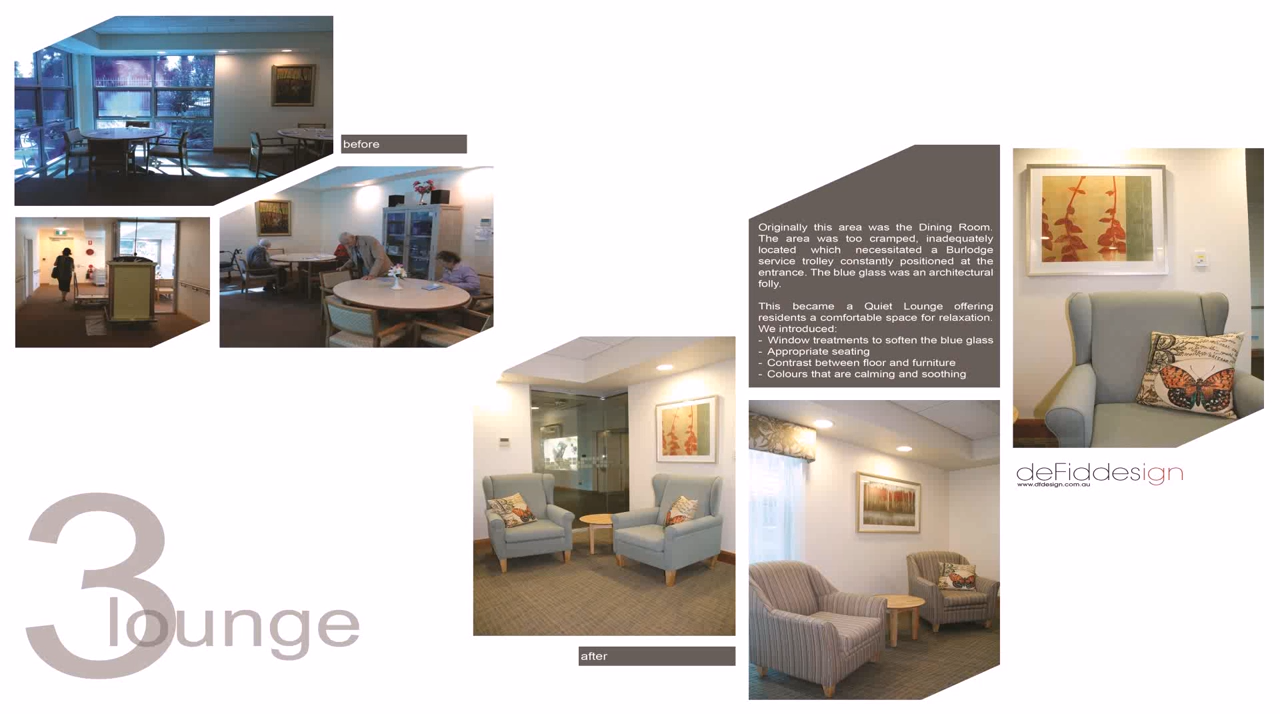 before
Originally this area was the Dining Room.
The area was too cramped, inadequately
located which necessitated a Burlodge
service trolley constantly positioned at the
entrance. The blue glass was an architectural
folly.
This became a Quiet Lounge offering
residents a comfortable space for relaxation.
We introduced:
- Window treatments to soften the blue glass
- Appropriate seating
- Contrast between floor and furniture
- Colours that are calming and soothing
deFiddesign
www.dfdesign.com.au
3
lounge
after